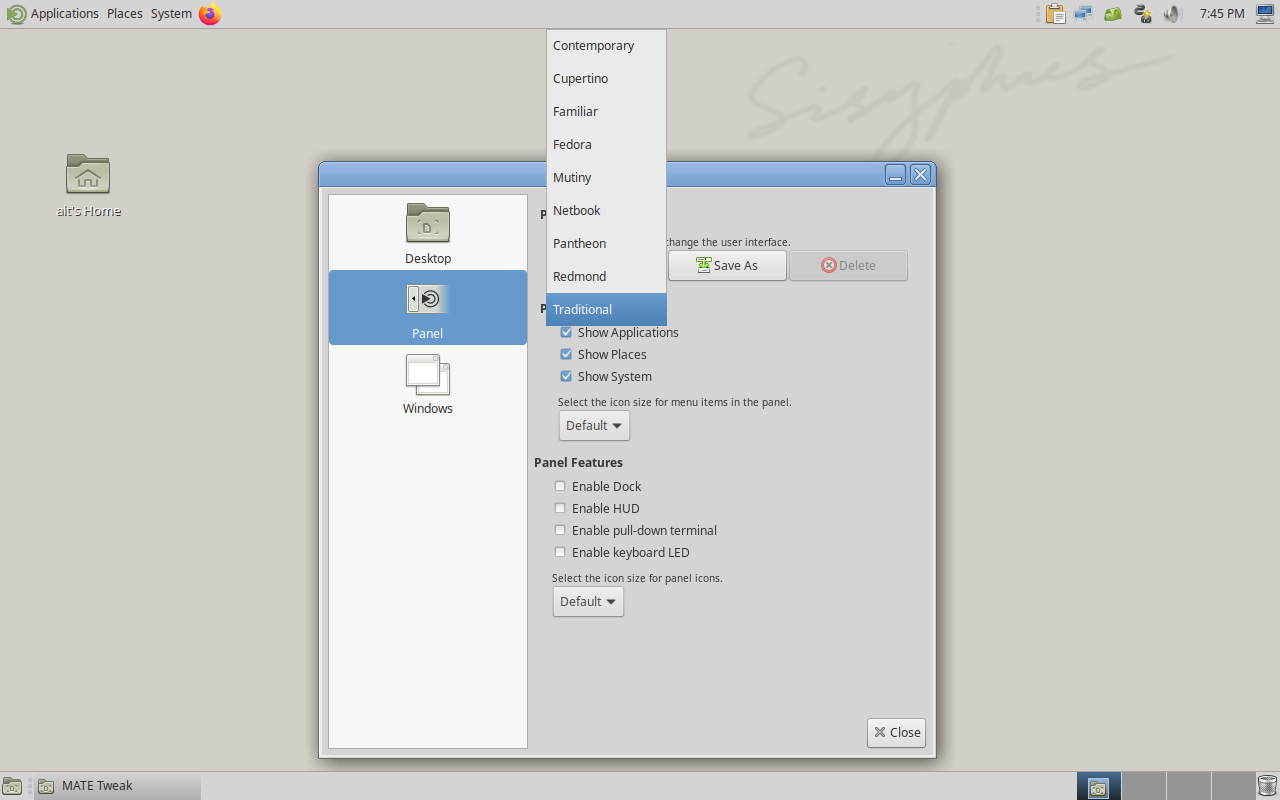 Applications Places System 7:45 PM
Sisyphus
Contemporary
Cupertino
Familiar
Fedora
Mutiny
Netbook
Pantheon
Redmond
Traditional
alt's Home
Desktop
Panel
Windows
change the user interface.
Save As
Delete
Show Applications
Show Places
Show System
Select the icon size for menu items in the panel.
Default
Panel Features
Enable Dock
Enable HUD
Enable pull-down terminal
Enable keyboard LED
Select the icon size for panel icons.
Default
Close
MATE Tweak